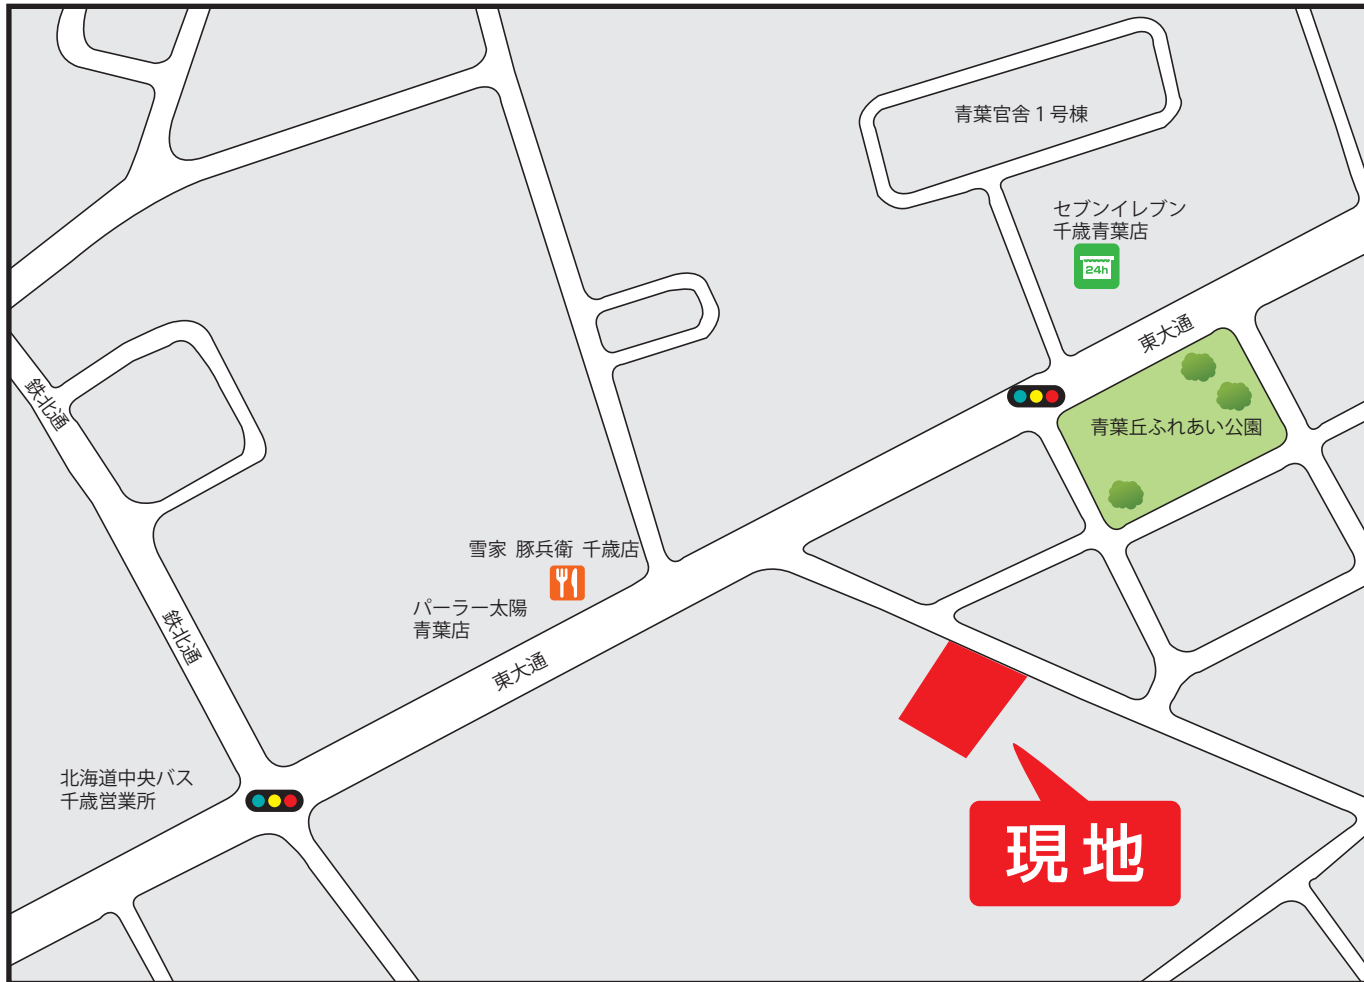 青葉官舎１号棟
セブンイレブン
千歳青葉店
24h
東大通
鉄北通
青葉丘ふれあい公園
雪家 豚兵衛 千歳店
パーラー太陽
青葉店
鉄北通
東大通
北海道中央バス
千歳営業所
現地